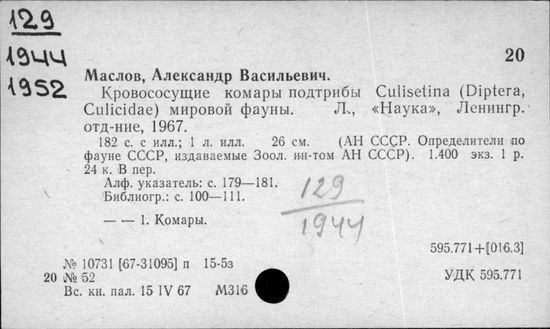 129
1944
1952
20
Маслов, Александр Васильевич.
Кровососущие комары подтрибы Culisetina (Diptera,
Culicidae) мировой фауны. Л., «Наука», Ленингр.
отд-ние, 1967.
182 с. с илл.; 1 л. илл. 26 см. (АН СССР. Определители по
фауне СССР, издаваемые Зоол. ин-том АН СССР). 1.400 экз. 1 р.
24 к. В пер.
Алф. указатель: с. 179—181.
Библиогр.: с. 100—111.
129
1944
— — 1. Комары.
595.771+[016.3]
№ 10731 [67-31095] п 15-5з
20 № 52
УДК 595.771
Вс. кн. пал. 15 IV 67 М316